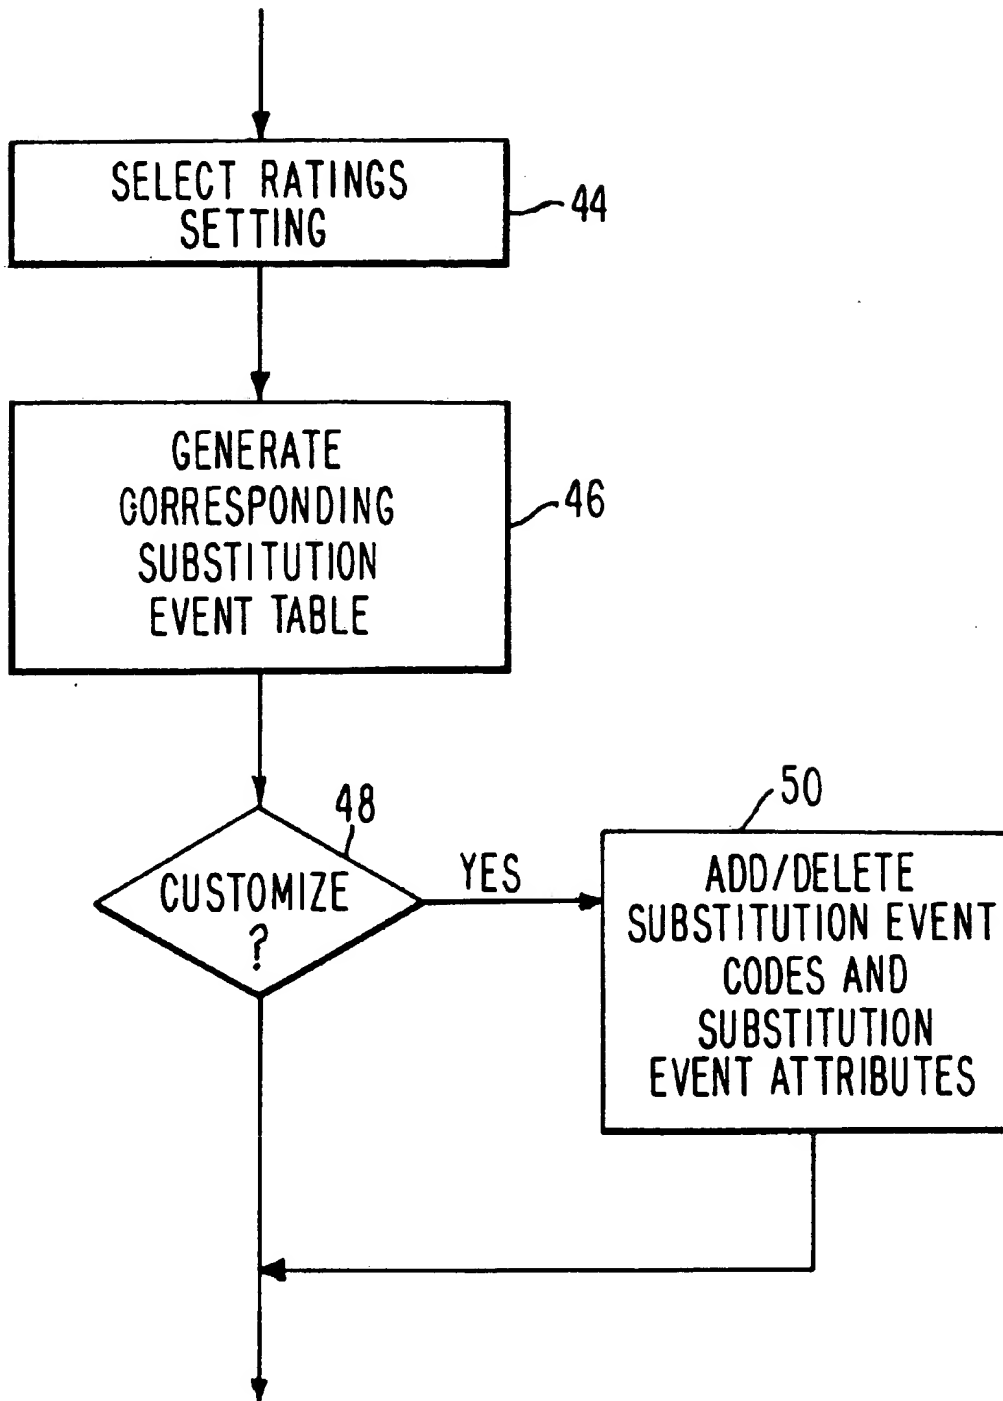 SELECT RATINGS
SETTING
44
GENERATE
CORRESPONDING
SUBSTITUTION
EVENT TABLE
46
48
CUSTOMIZE
?
YES
50
ADD/DELETE
SUBSTITUTION EVENT
CODES AND
SUBSTITUTION
EVENT ATTRIBUTES